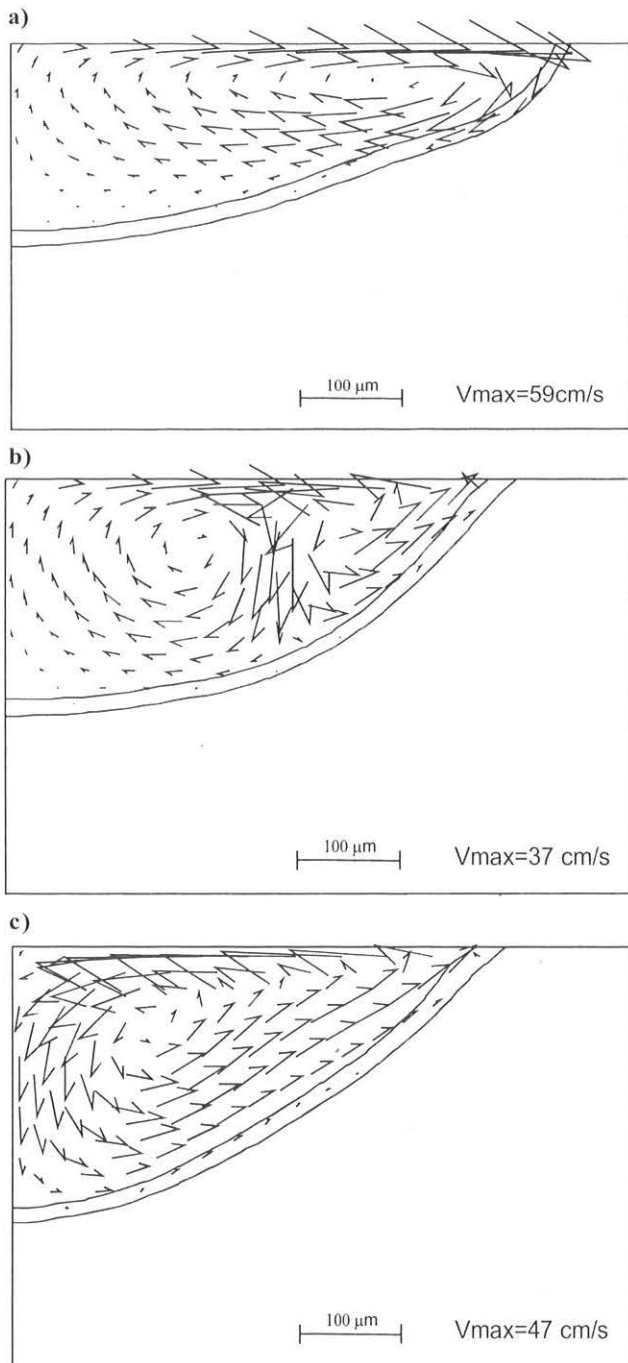 a)
100 μm
Vmax=59cm/s
b)
100 μm
Vmax=37 cm/s
c)
100 μm
Vmax=47 cm/s